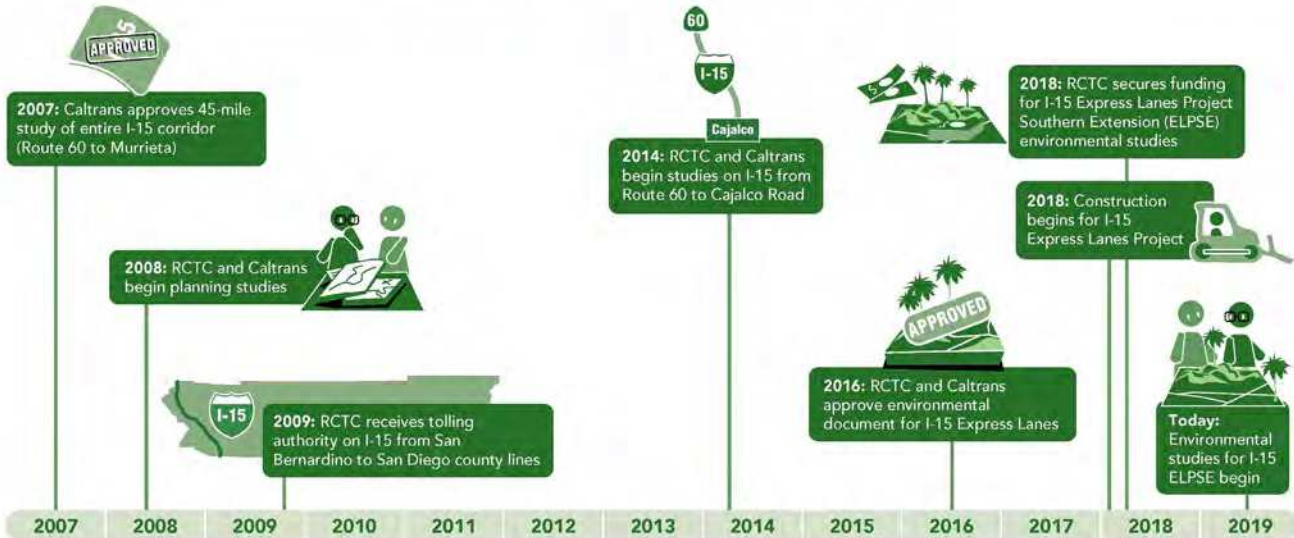 APPROVED
2007: Caltrans approves 45-mile
study of entire I-15 corridor
(Route 60 to Murrieta)
2008: RCTC and Caltrans
begin planning studies
I-15
2009: RCTC receives tolling
authority on I-15 from San
Bernardino to San Diego county lines
60
I-15
Cajalco
2014: RCTC and Caltrans
begin studies on I-15 from
Route 60 to Cajalco Road
APPROVED
2016: RCTC and Caltrans
approve environmental
document for I-15 Express Lanes
2018: RCTC secures funding
for I-15 Express Lanes Project
Southern Extension (ELPSE)
environmental studies
2018: Construction
begins for I-15
Express Lanes Project
Today:
Environmental
studies for I-15
ELPSE begin
2007 2008 2009 2010 2011 2012 2013 2014 2015 2016 2017 2018 2019